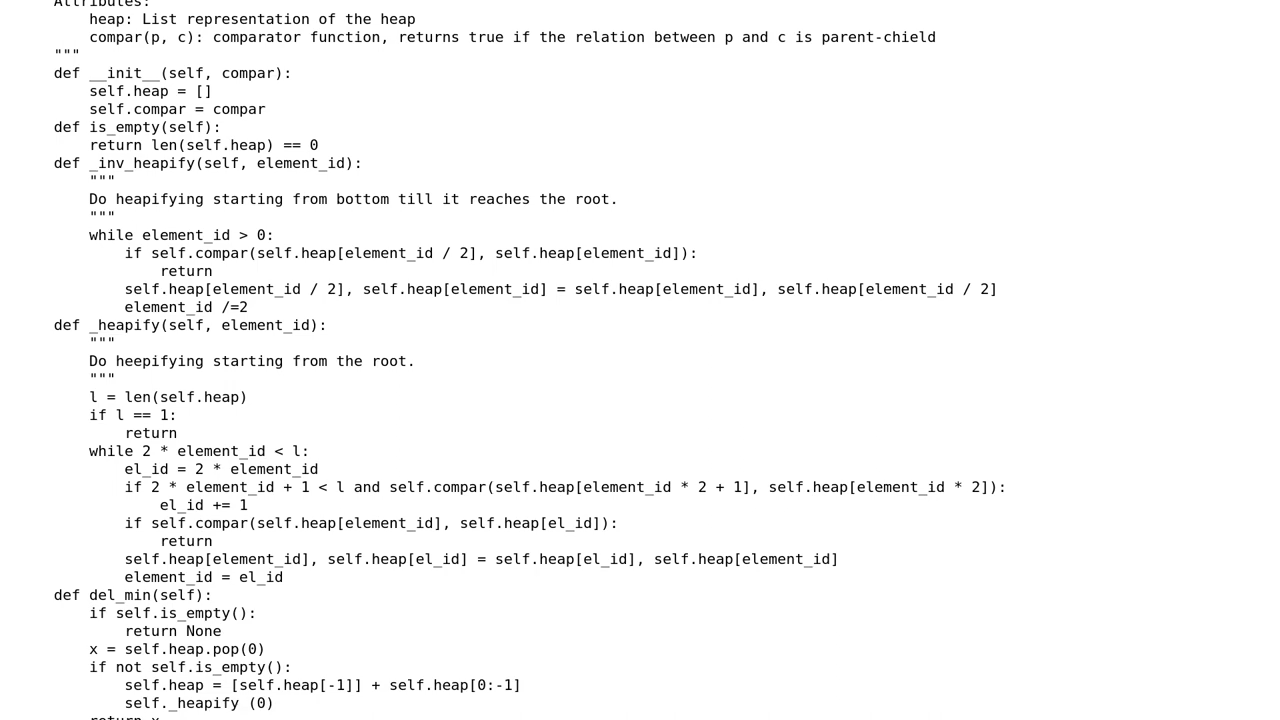 Attributes:
heap: List representation of the heap
compar(p, c): comparator function, returns true if the relation between p and c is parent-chield
"""
def __init__(self, compar):
self.heap = []
self.compar = compar
def is_empty(self):
return len(self.heap) == 0
def _inv_heapify(self, element_id):
"""
Do heapifying starting from bottom till it reaches the root.
"""
while element_id > 0:
if self.compar(self.heap[element_id / 2], self.heap[element_id]):
return
self.heap[element_id / 2], self.heap[element_id] = self.heap[element_id], self.heap[element_id / 2]
element_id /=2
def _heapify(self, element_id):
"""
Do heepifying starting from the root.
"""
l = len(self.heap)
if l == 1:
return
while 2 * element_id < l:
el_id = 2 * element_id
if 2 * element_id + 1 < l and self.compar(self.heap[element_id * 2 + 1], self.heap[element_id * 2]):
el_id += 1
if self.compar(self.heap[element_id], self.heap[el_id]):
return
self.heap[element_id], self.heap[el_id] = self.heap[el_id], self.heap[element_id]
element_id = el_id
def del_min(self):
if self.is_empty():
return None
x = self.heap.pop(0)
if not self.is_empty():
self.heap = [self.heap[-1]] + self.heap[0:-1]
self._heapify (0)
return x